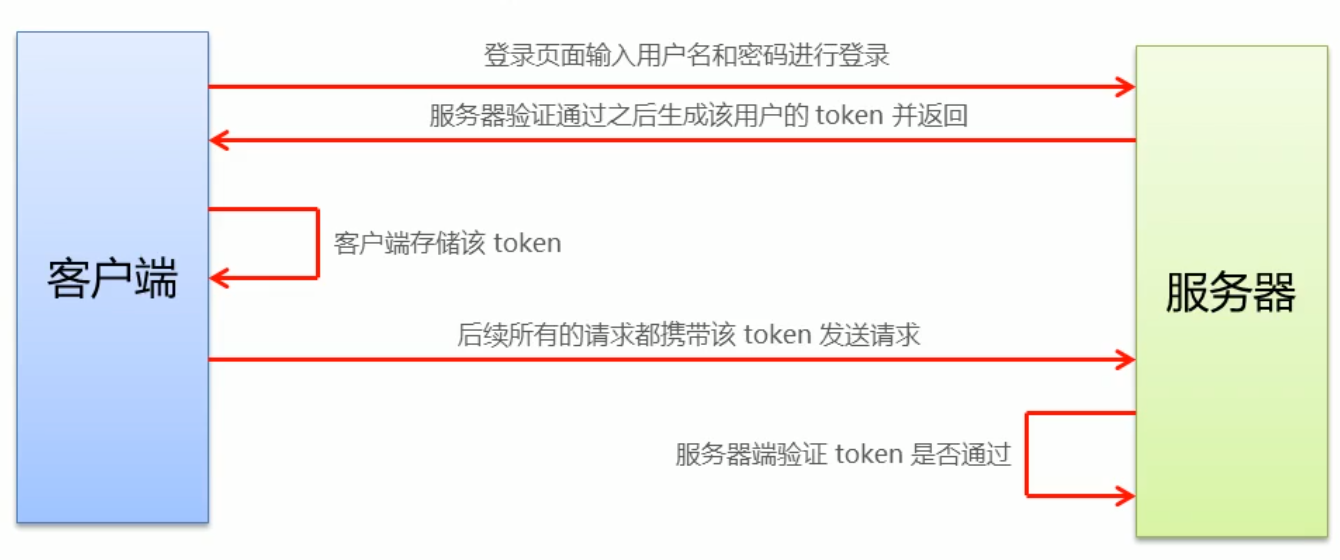 登录页面输入用户名和密码进行登录
服务器验证通过之后生成该用户的 token 并返回
客户端存储该 token
客户端
服务器
后续所有的请求都携带该 token 发送请求
服务器端验证 token 是否通过